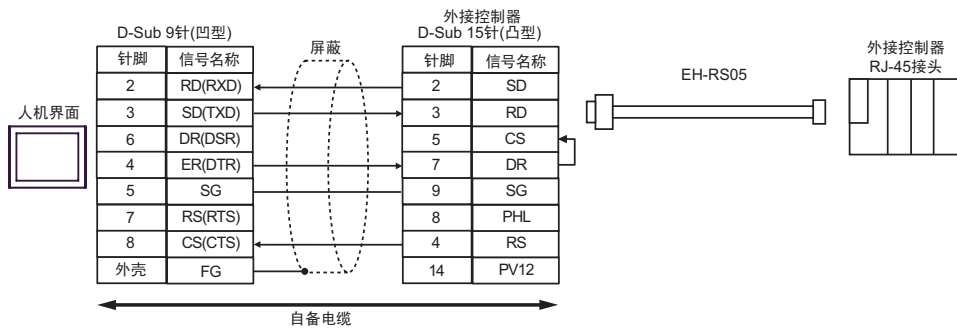 外接控制器
D-Sub 9针(凹型)
D-Sub 15针(凸型)
屏蔽
外接控制器
RJ-45接头
EH-RS05
人机界面
针脚 信号名称 针脚 信号名称
2 RD(RXD) 2 SD
3 SD(TXD) 3 RD
6 DR(DSR) 5 CS
4 ER(DTR) 7 DR
5 SG 9 SG
7 RS(RTS) 8 PHL
8 CS(CTS) 4 RS
外壳 FG 14 PV12
自备电缆